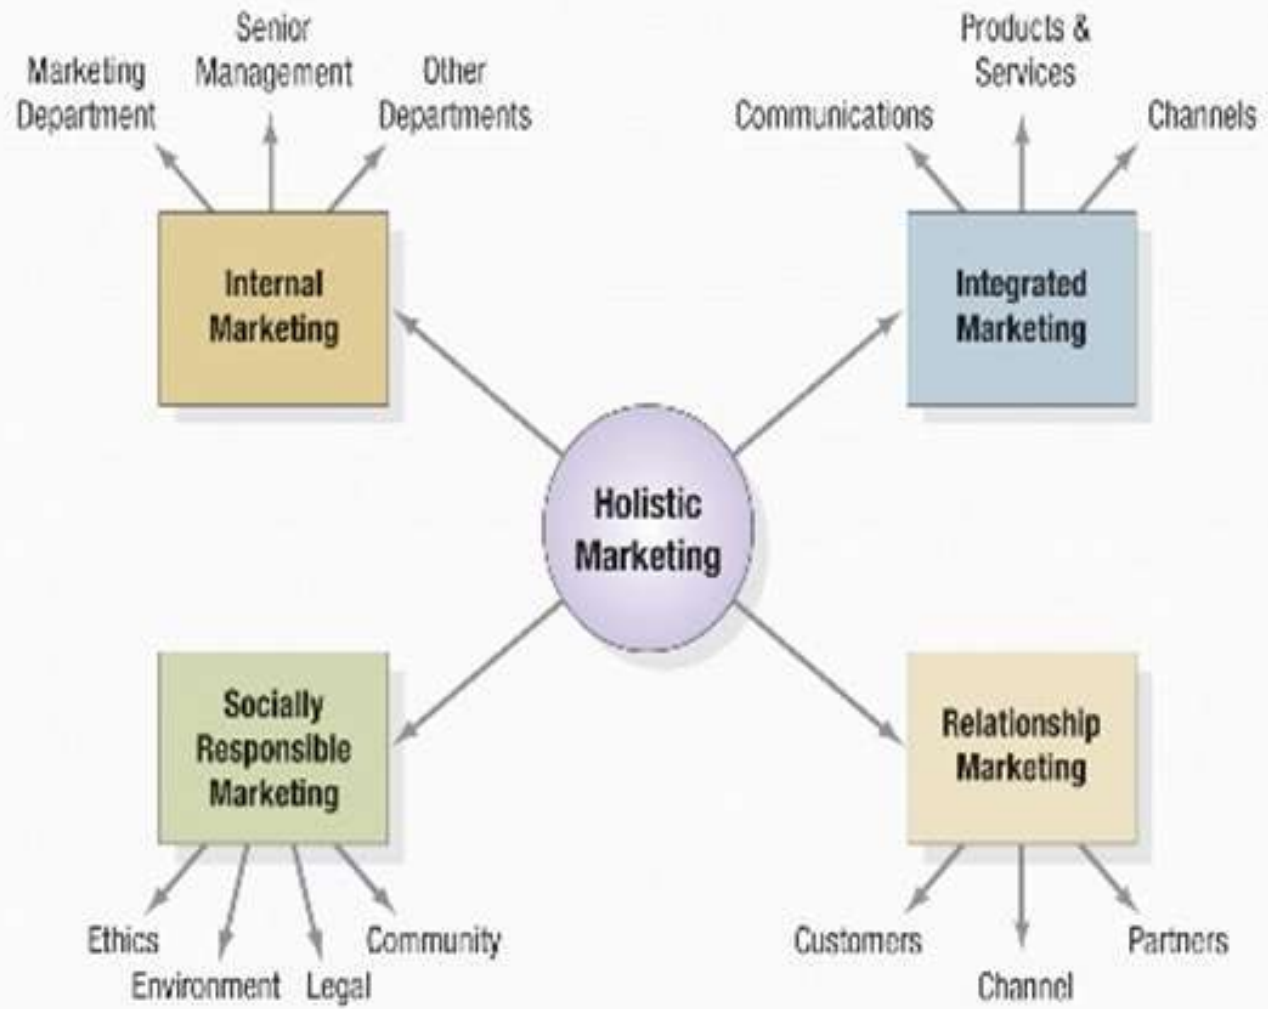 Senior
Management
Marketing
Department
Other
Departments
Products &
Services
Communications
Channels
Internal
Marketing
Integrated
Marketing
Holistic
Marketing
Socially
Responsible
Marketing
Relationship
Marketing
Ethics
Environment
Legal
Community
Customers
Channel
Partners